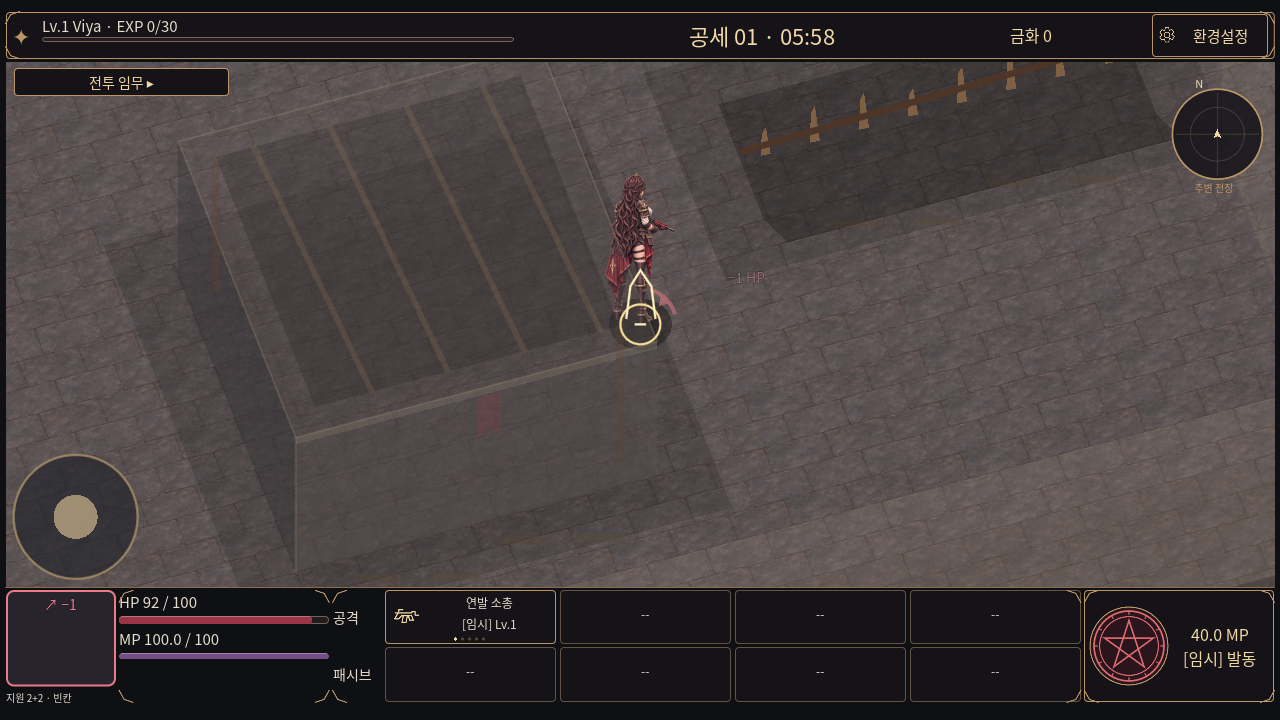 Lv.1 Viya · EXP 0/30
공세 01 · 05:58
금화 0
환경설정
전투 임무 ▸
N
주변 전장
−1 HP
↗ −1
HP 92 / 100
MP 100.0 / 100
지원 2+2 · 빈칸
공격
패시브
연발 소총
[임시] Lv.1
--
--
--
--
--
--
--
40.0 MP
[임시] 발동